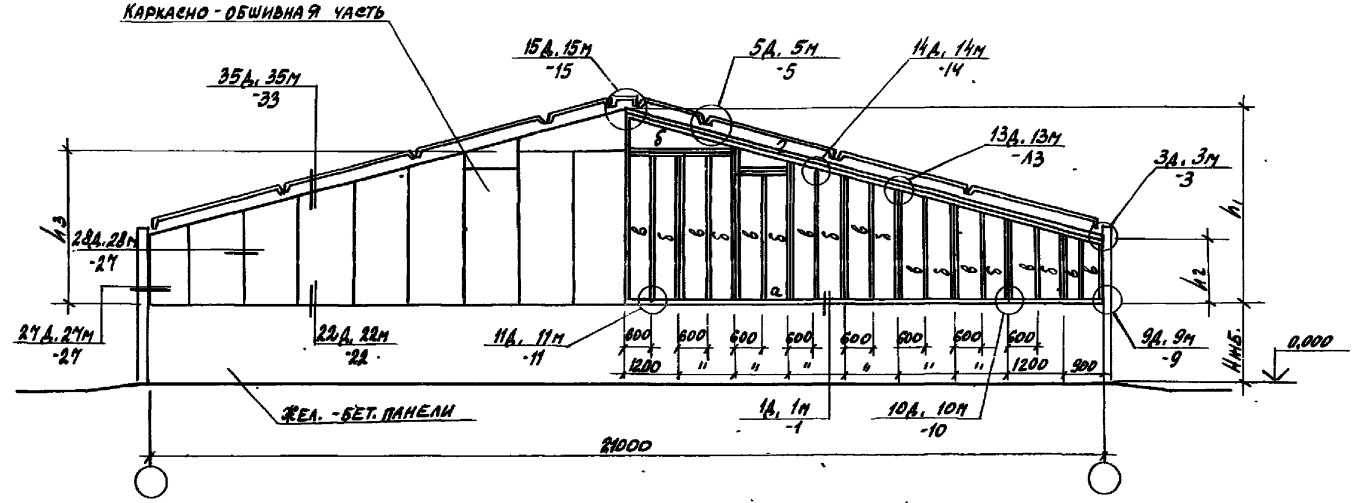 КАРКАСНО-ОБШИВНАЯ ЧАСТЬ
15Д, 15М
-15
5Д, 5М
-5
14Д, 14М
-14
35Д, 35М
-33
13Д, 13М
-13
3Д, 3М
-3
б
2
h3
h1
h2
28Д, 28М
-27
в б в б в в б в б в б в б в в б в б в в
а
27Д, 27М
-27
22Д, 22М
-22
11Д, 11М
-11
600 600 600 600 600 600 600 600
1200 " " " " " " 1200 900
9Д, 9М
-9
Нжб.
0,000
ЖЕЛ.-БЕТ. ПАНЕЛИ
1Д, 1М
-1
10Д, 10М
-10
21000